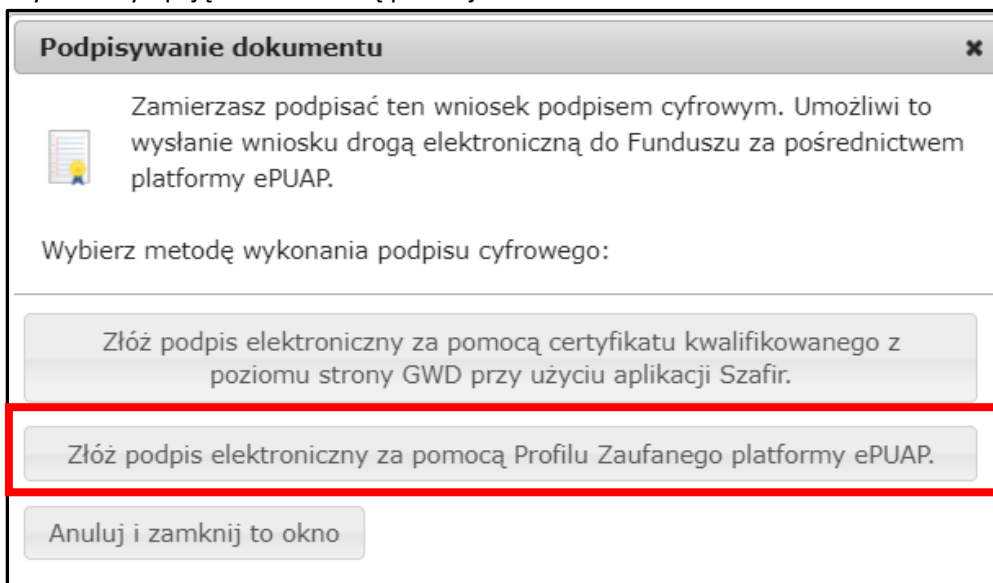 Podpisywanie dokumentu
Zamierzasz podpisać ten wniosek podpisem cyfrowym. Umożliwi to
wysłanie wniosku drogą elektroniczną do Funduszu za pośrednictwem
platformy ePUAP.
Wybierz metodę wykonania podpisu cyfrowego:
Złóż podpis elektroniczny za pomocą certyfikatu kwalifikowanego z
poziomu strony GWD przy użyciu aplikacji Szafir.
Złóż podpis elektroniczny za pomocą Profilu Zaufanego platformy ePUAP.
Anuluj i zamknij to okno